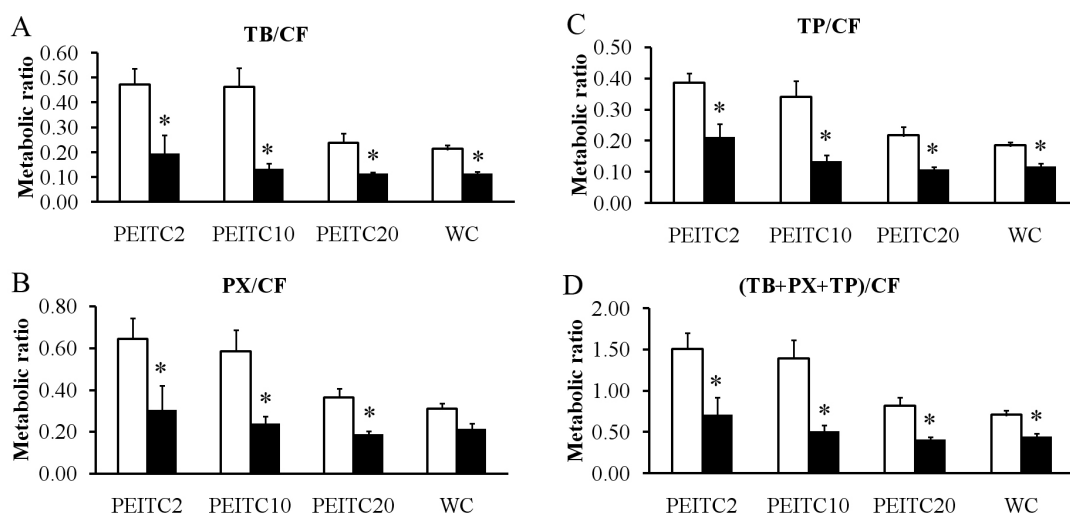 A
TB/CF
Metabolic ratio
0.60
0.50
0.40
0.30
0.20
0.10
0.00
* * * *
PEITC2 PEITC10 PEITC20 WC
B
PX/CF
Metabolic ratio
0.80
0.60
0.40
0.20
0.00
* * *
PEITC2 PEITC10 PEITC20 WC
C
TP/CF
Metabolic ratio
0.50
0.40
0.30
0.20
0.10
0.00
* * * *
PEITC2 PEITC10 PEITC20 WC
D
(TB+PX+TP)/CF
Metabolic ratio
2.00
1.50
1.00
0.50
0.00
* * * *
PEITC2 PEITC10 PEITC20 WC